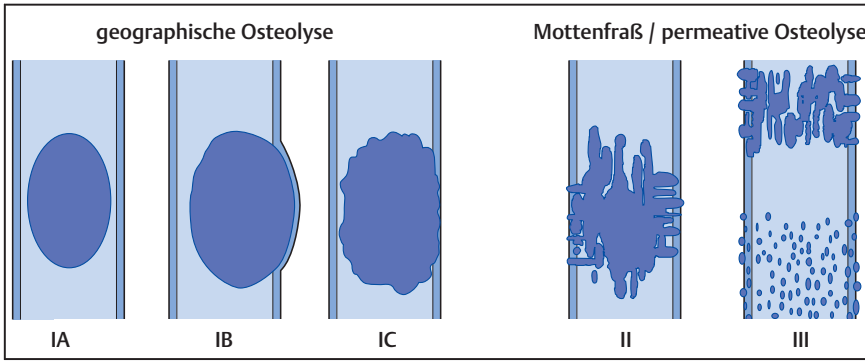 geographische Osteolyse
Mottenfraß / permeative Osteolyse
IA
IB
IC
II
III